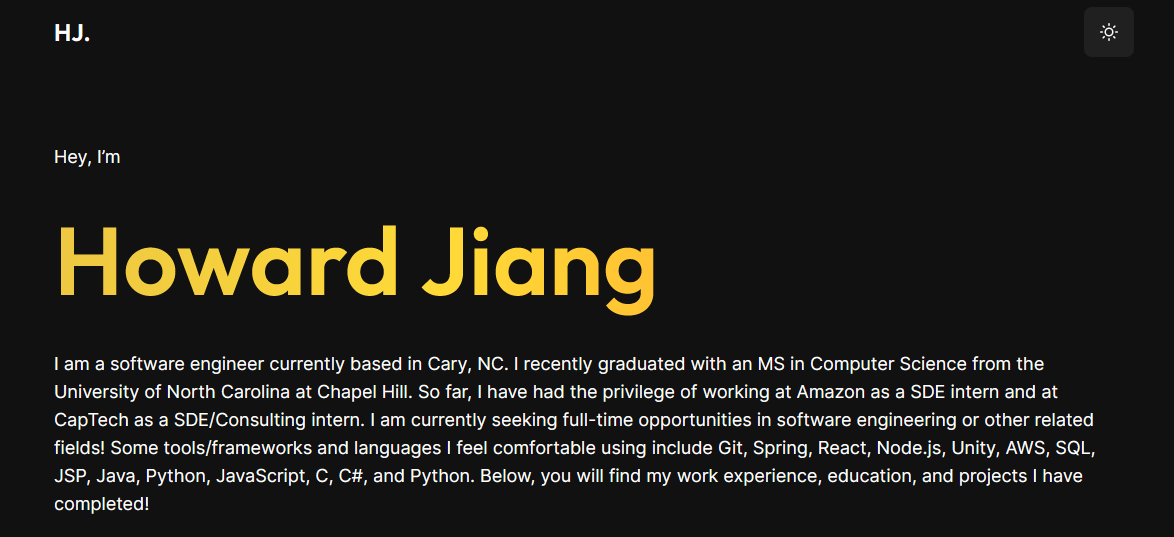 HJ.
Hey, I’m
Howard Jiang
I am a software engineer currently based in Cary, NC. I recently graduated with an MS in Computer Science from the
University of North Carolina at Chapel Hill. So far, I have had the privilege of working at Amazon as a SDE intern and at
CapTech as a SDE/Consulting intern. I am currently seeking full-time opportunities in software engineering or other related
fields! Some tools/frameworks and languages I feel comfortable using include Git, Spring, React, Node.js, Unity, AWS, SQL,
JSP, Java, Python, JavaScript, C, C#, and Python. Below, you will find my work experience, education, and projects I have
completed!